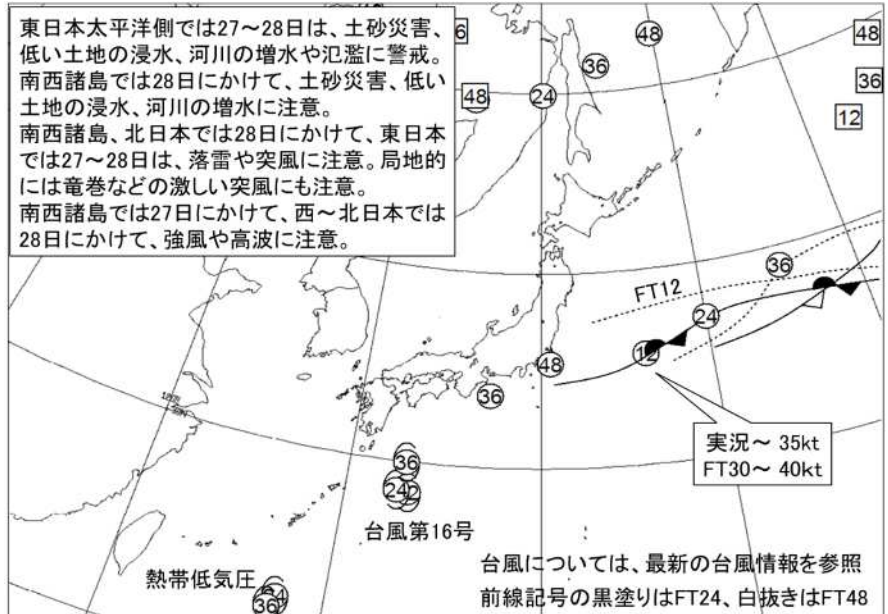 東日本太平洋側では27～28日は、土砂災害、
低い土地の浸水、河川の増水や氾濫に警戒。
南西諸島では28日にかけて、土砂災害、低い
土地の浸水、河川の増水に注意。
南西諸島、北日本では28日にかけて、東日本
では27～28日は、落雷や突風に注意。局地的
には竜巻などの激しい突風にも注意。
南西諸島では27日にかけて、西～北日本では
28日にかけて、強風や高波に注意。
48
48
36
36
48
24
12
36
FT12
24
12
48
36
実況～ 35kt
FT30～ 40kt
36
24
台風第16号
熱帯低気圧
24
36
台風については、最新の台風情報を参照
前線記号の黒塗りはFT24、白抜きはFT48